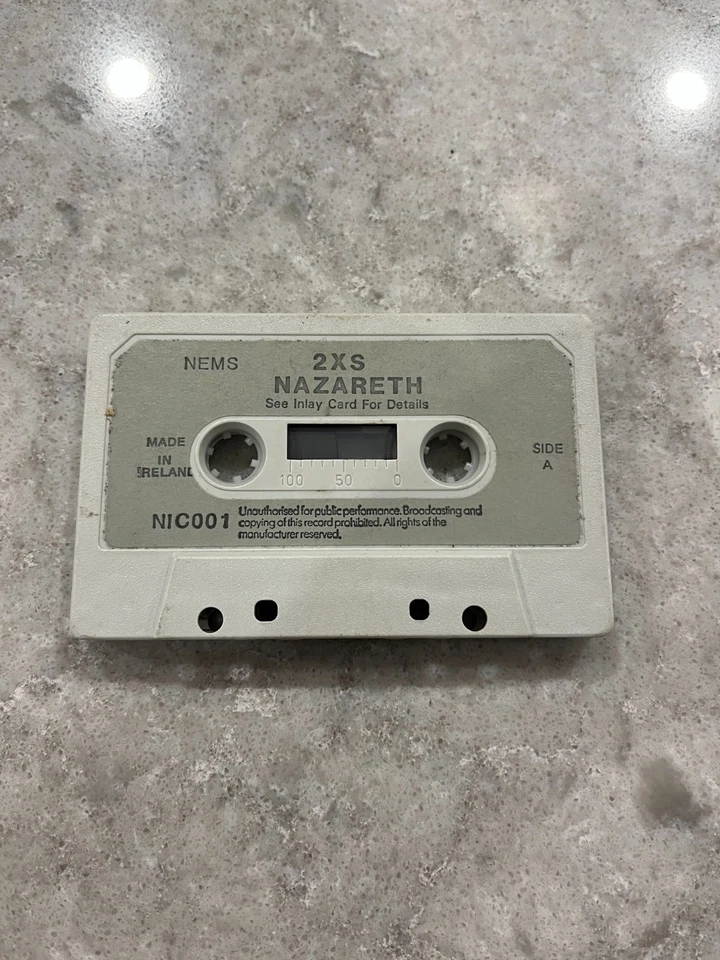 NEMS
2XS
NAZARETH
See Inlay Card For Details
MADE
IN
IRELAND
SIDE
A
100 50 0
NIC001
Unauthorised for public performance. Broadcasting and
copying of this record prohibited. All rights of the
manufacturer reserved.